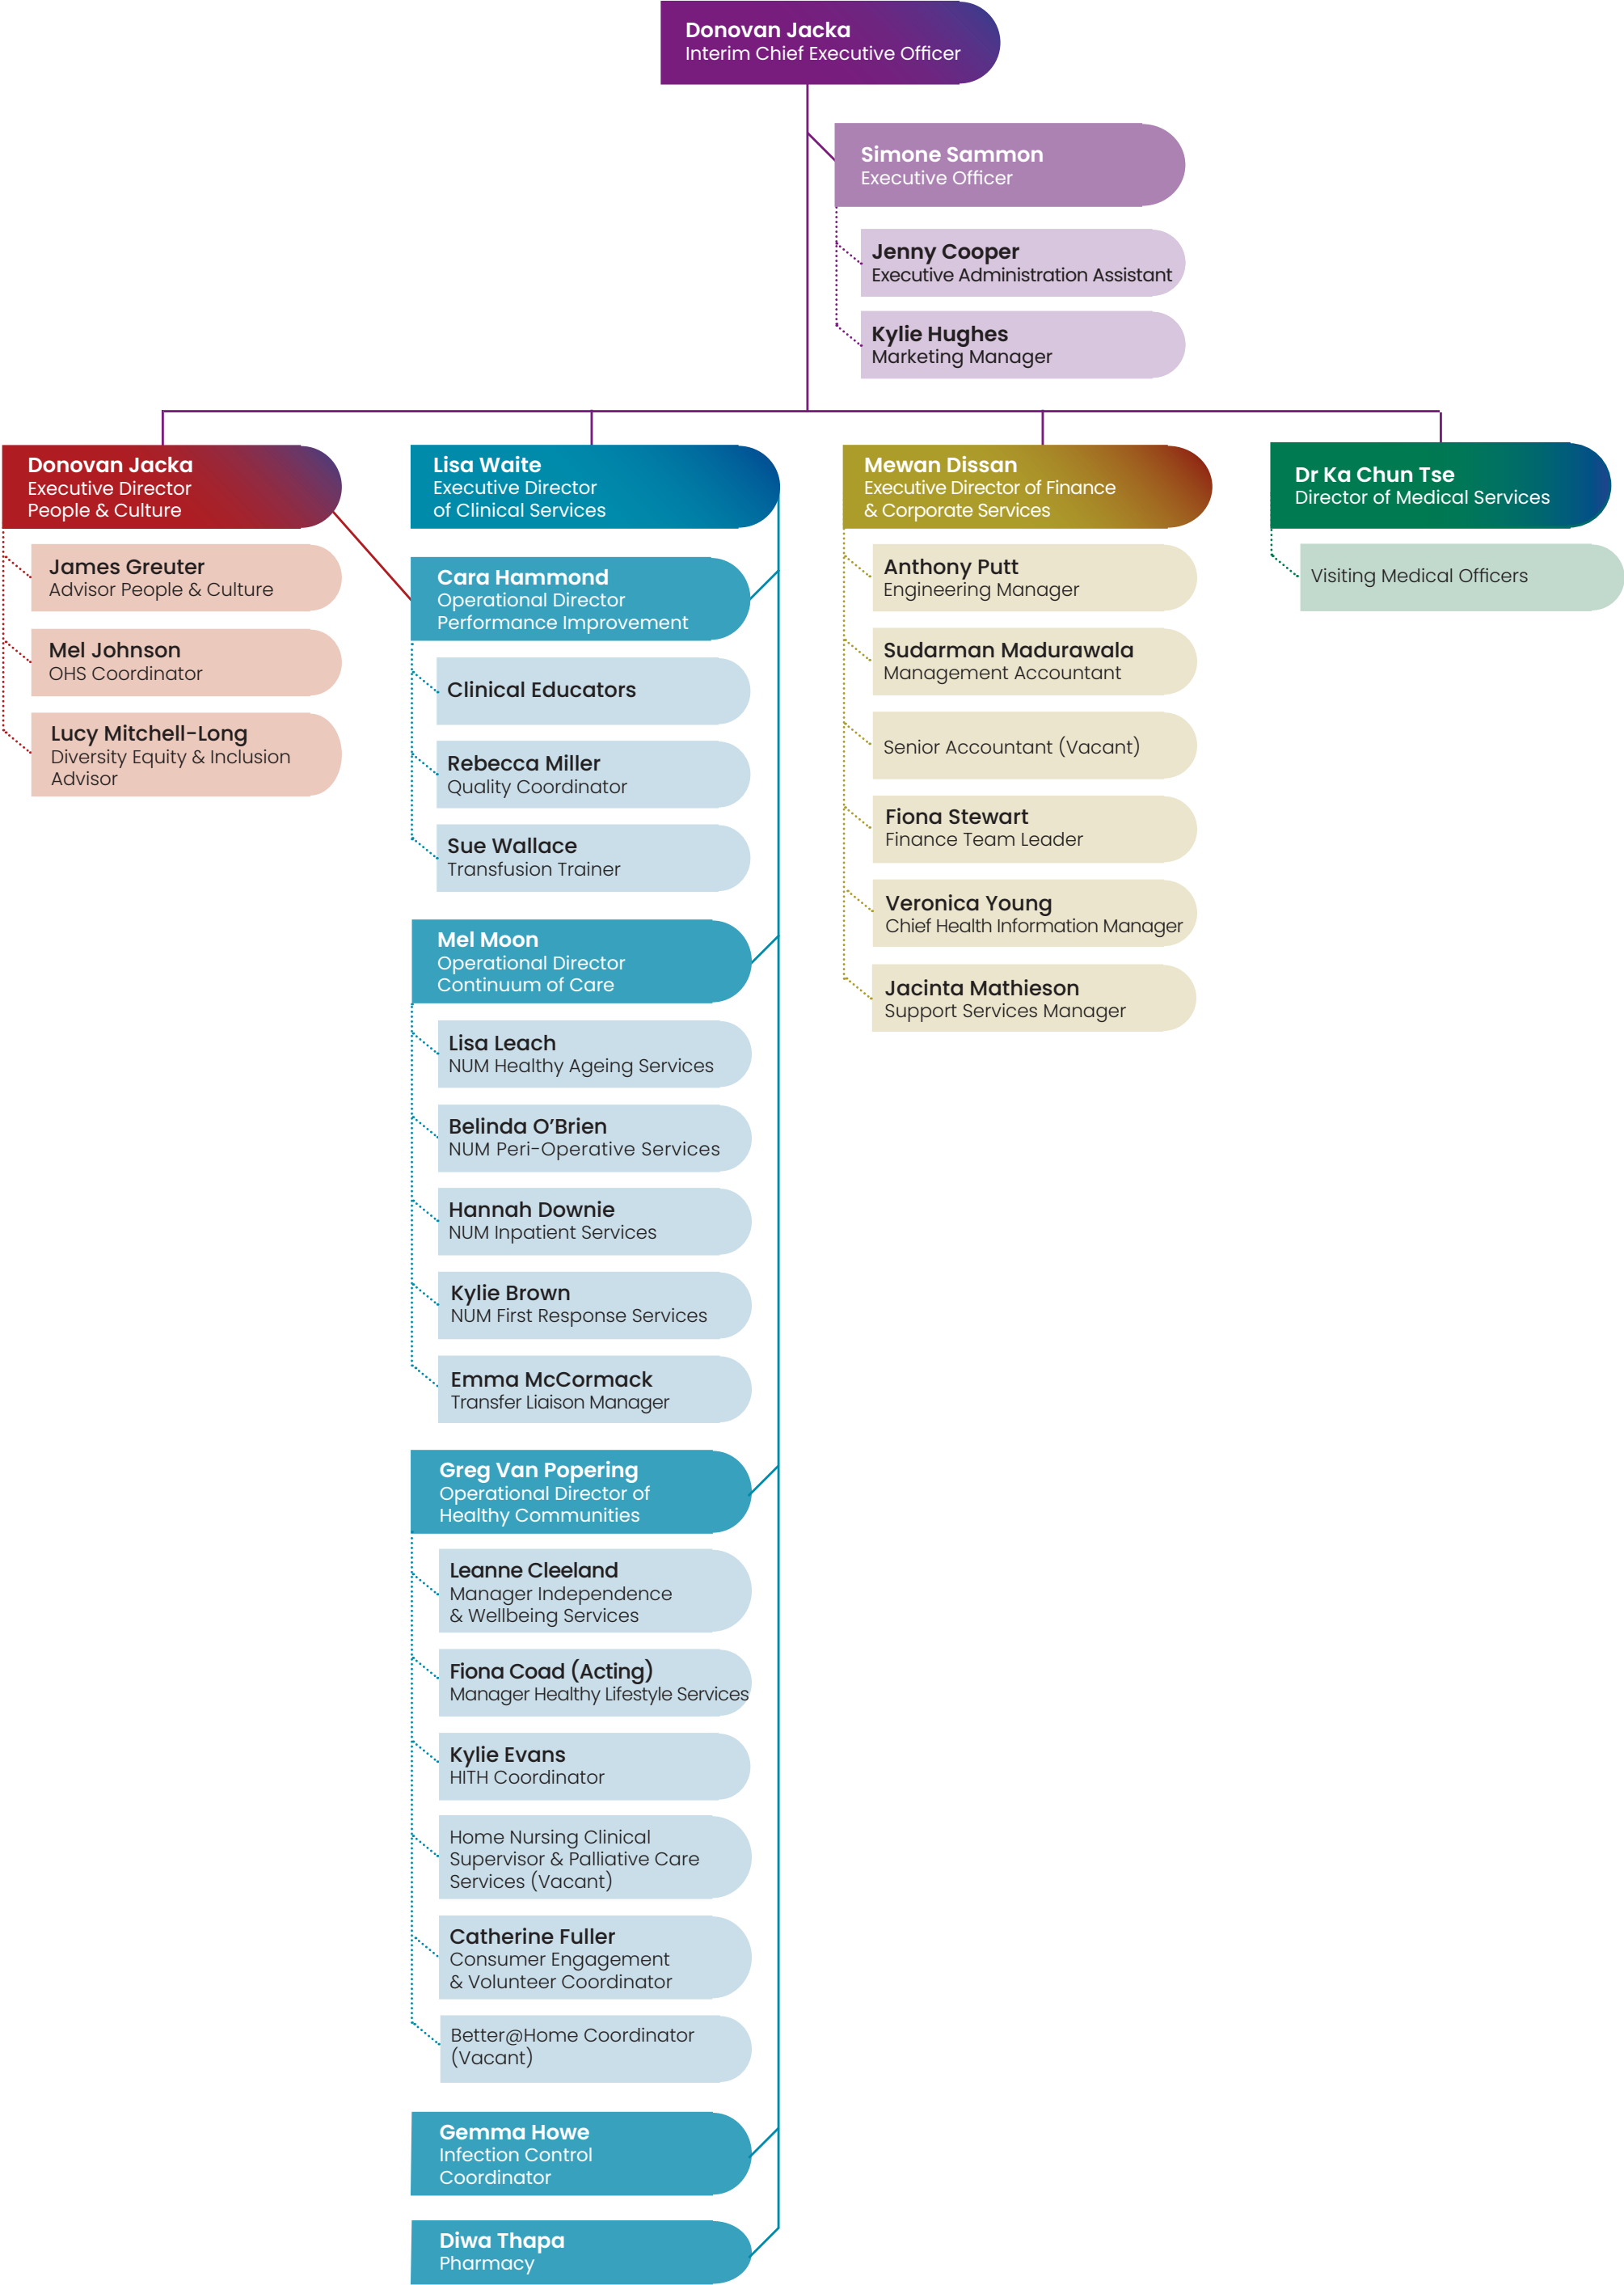 Donovan Jacka
Interim Chief Executive Officer
Simone Sammon
Executive Officer
Jenny Cooper
Executive Administration Assistant
Kylie Hughes
Marketing Manager
Donovan Jacka
Executive Director
People & Culture
James Greuter
Advisor People & Culture
Mel Johnson
OHS Coordinator
Lucy Mitchell-Long
Diversity Equity & Inclusion
Advisor
Lisa Waite
Executive Director
of Clinical Services
Cara Hammond
Operational Director
Performance Improvement
Clinical Educators
Rebecca Miller
Quality Coordinator
Sue Wallace
Transfusion Trainer
Mel Moon
Operational Director
Continuum of Care
Lisa Leach
NUM Healthy Ageing Services
Belinda O’Brien
NUM Peri-Operative Services
Hannah Downie
NUM Inpatient Services
Kylie Brown
NUM First Response Services
Emma McCormack
Transfer Liaison Manager
Greg Van Popering
Operational Director of
Healthy Communities
Leanne Cleeland
Manager Independence
& Wellbeing Services
Fiona Coad (Acting)
Manager Healthy Lifestyle Services
Kylie Evans
HITH Coordinator
Home Nursing Clinical
Supervisor & Palliative Care
Services (Vacant)
Catherine Fuller
Consumer Engagement
& Volunteer Coordinator
Better@Home Coordinator
(Vacant)
Gemma Howe
Infection Control
Coordinator
Diwa Thapa
Pharmacy
Mewan Dissan
Executive Director of Finance
& Corporate Services
Anthony Putt
Engineering Manager
Sudarman Madurawala
Management Accountant
Senior Accountant (Vacant)
Fiona Stewart
Finance Team Leader
Veronica Young
Chief Health Information Manager
Jacinta Mathieson
Support Services Manager
Dr Ka Chun Tse
Director of Medical Services
Visiting Medical Officers